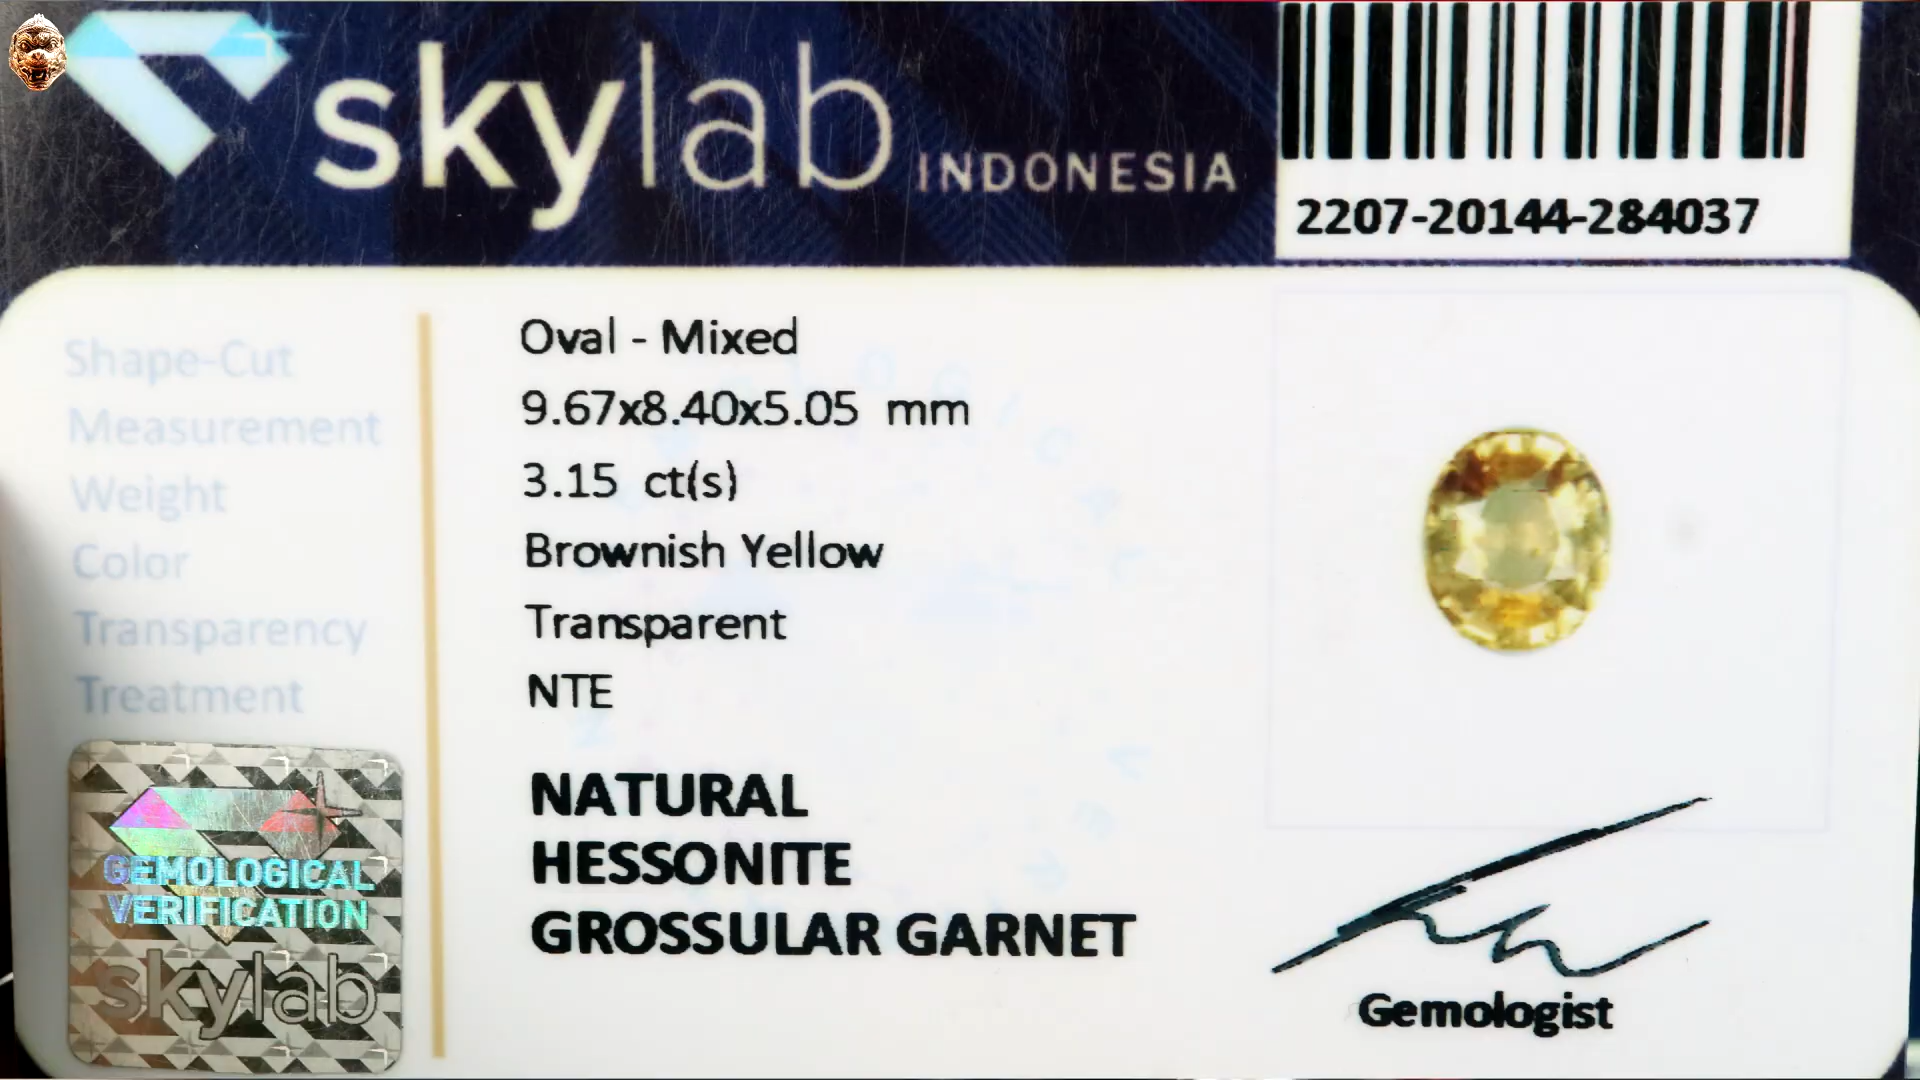 skylab INDONESIA
2207-20144-284037
Shape-Cut Oval - Mixed
Measurement 9.67x8.40x5.05 mm
Weight 3.15 ct(s)
Color Brownish Yellow
Transparency Transparent
Treatment NTE
NATURAL
HESSONITE
GROSSULAR GARNET
GEMOLOGICAL
VERIFICATION
skylab
Gemologist